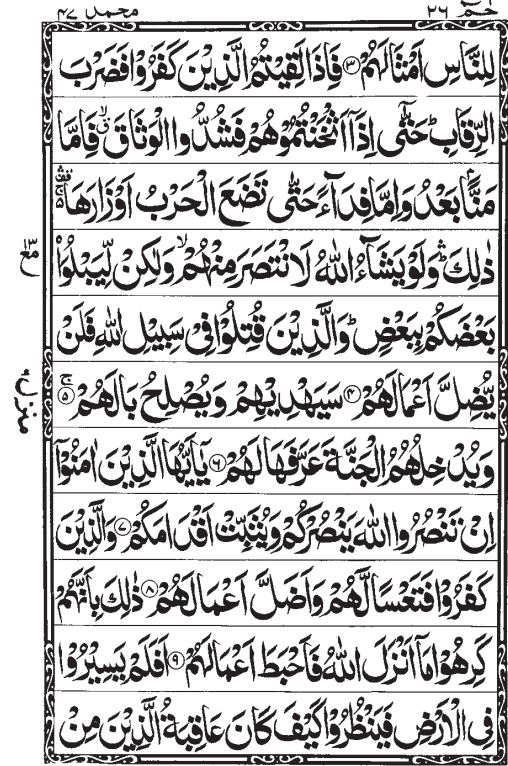 حٰمٓ ٢٦
محمد ٤٧
لِلنَّاسِ اَمْثَالَهُمْ ﴿٣﴾ فَاِذَا لَقِيْتُمُ الَّذِيْنَ كَفَرُوْا فَضَرْبَ
الرِّقَابِ ؕ حَتّٰۤى اِذَاۤ اَثْخَنْتُمُوْهُمْ فَشُدُّوا الْوَثَاقَ ۙۗ فَاِمَّا
مَنًّۢا بَعْدُ وَاِمَّا فِدَآءً حَتّٰى تَضَعَ الْحَرْبُ اَوْزَارَهَا
ذٰلِكَ ؕۛ وَلَوْ يَشَآءُ اللّٰهُ لَانْتَصَرَ مِنْهُمْ ۙ وَلٰكِنْ لِّيَبْلُوَا۟
بَعْضَكُمْ بِبَعْضٍ ؕ وَالَّذِيْنَ قُتِلُوْا فِىْ سَبِيْلِ اللّٰهِ فَلَنْ
يُّضِلَّ اَعْمَالَهُمْ ﴿٤﴾ سَيَهْدِيْهِمْ وَيُصْلِحُ بَالَهُمْ ۚ ﴿٥﴾
وَيُدْخِلُهُمُ الْجَنَّةَ عَرَّفَهَا لَهُمْ ﴿٦﴾ يٰۤاَيُّهَا الَّذِيْنَ اٰمَنُوْۤا
اِنْ تَنْصُرُوا اللّٰهَ يَنْصُرْكُمْ وَيُثَبِّتْ اَقْدَامَكُمْ ﴿٧﴾ وَالَّذِيْنَ
كَفَرُوْا فَتَعْسًا لَّهُمْ وَاَضَلَّ اَعْمَالَهُمْ ﴿٨﴾ ذٰلِكَ بِاَنَّهُمْ
كَرِهُوْا مَاۤ اَنْزَلَ اللّٰهُ فَاَحْبَطَ اَعْمَالَهُمْ ﴿٩﴾ اَفَلَمْ يَسِيْرُوْا
فِى الْاَرْضِ فَيَنْظُرُوْا كَيْفَ كَانَ عَاقِبَةُ الَّذِيْنَ مِنْ
منزل ٦